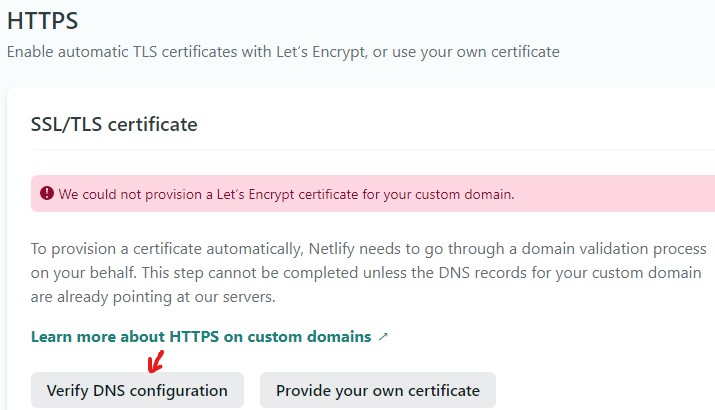 HTTPS
Enable automatic TLS certificates with Let's Encrypt, or use your own certificate
SSL/TLS certificate
We could not provision a Let's Encrypt certificate for your custom domain.
To provision a certificate automatically, Netlify needs to go through a domain validation process
on your behalf. This step cannot be completed unless the DNS records for your custom domain
are already pointing at our servers.
Learn more about HTTPS on custom domains
Verify DNS configuration
Provide your own certificate